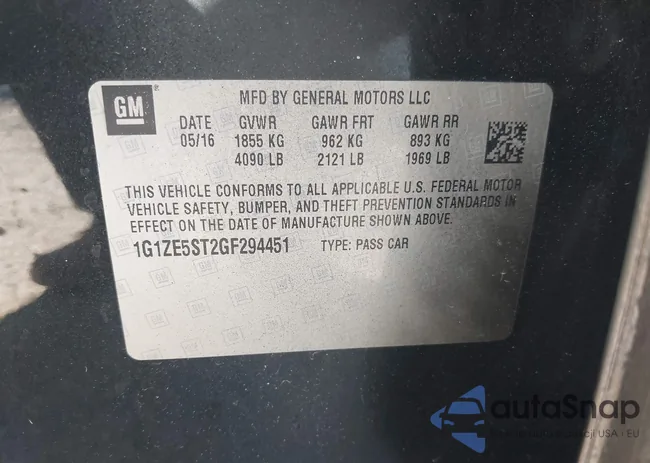 GM
MFD BY GENERAL MOTORS LLC
DATE GVWR GAWR FRT GAWR RR
05/16 1855 KG 962 KG 893 KG
4090 LB 2121 LB 1969 LB
THIS VEHICLE CONFORMS TO ALL APPLICABLE U.S. FEDERAL MOTOR
VEHICLE SAFETY, BUMPER, AND THEFT PREVENTION STANDARDS IN
EFFECT ON THE DATE OF MANUFACTURE SHOWN ABOVE.
1G1ZE5ST2GF294451 TYPE: PASS CAR
autoSnap
USA - EU